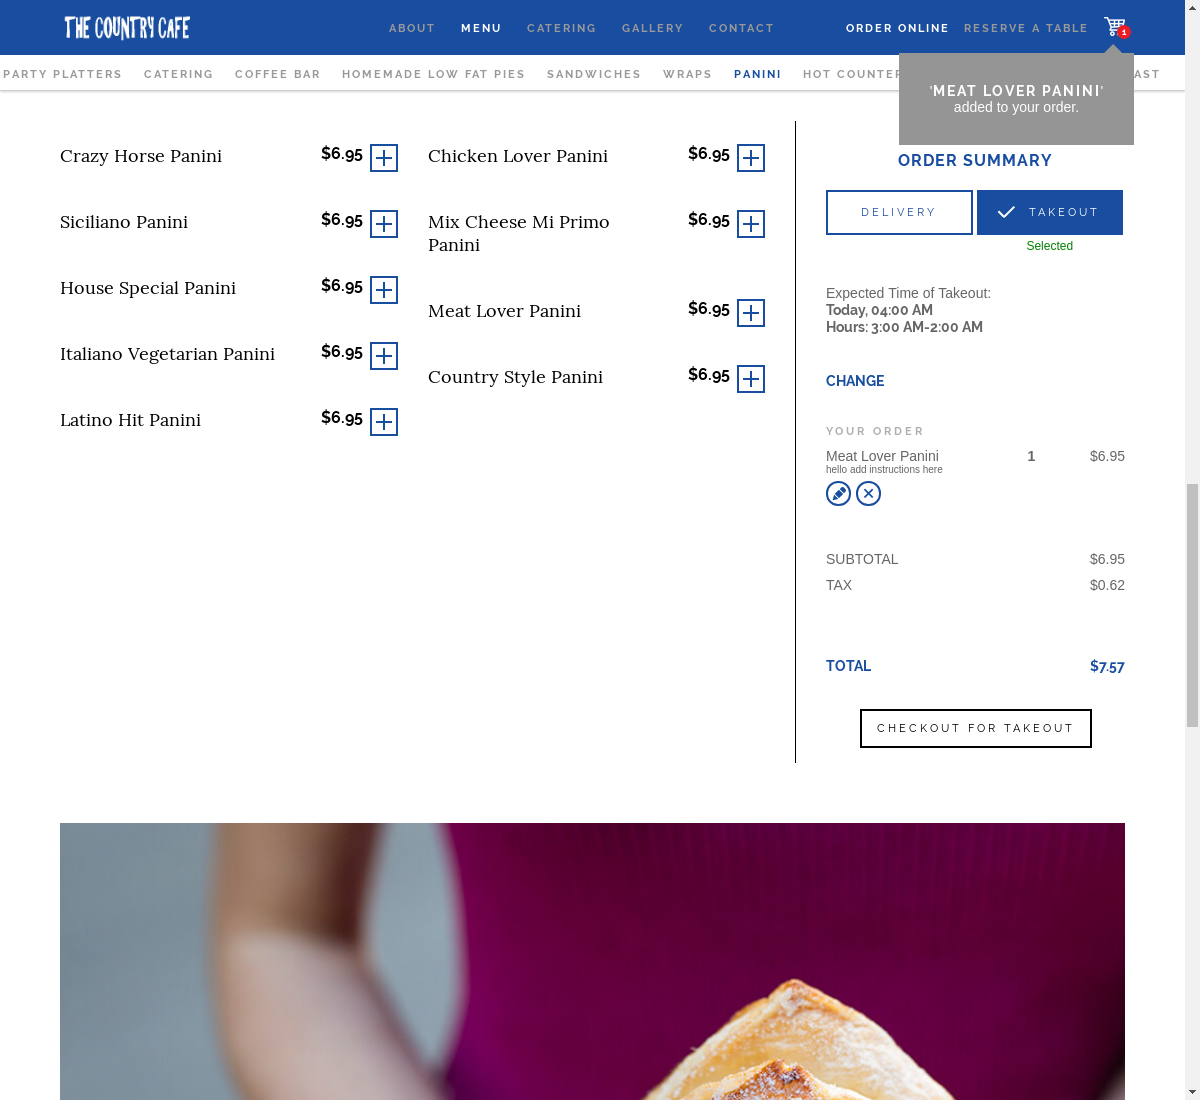 THE COUNTRY CAFE
ABOUT MENU CATERING GALLERY CONTACT ORDER ONLINE RESERVE A TABLE 1
PARTY PLATTERS CATERING COFFEE BAR HOMEMADE LOW FAT PIES SANDWICHES WRAPS PANINI HOT COUNTER
'MEAT LOVER PANINI'
added to your order.
Crazy Horse Panini $6.95
Siciliano Panini $6.95
House Special Panini $6.95
Italiano Vegetarian Panini $6.95
Latino Hit Panini $6.95
Chicken Lover Panini $6.95
Mix Cheese Mi Primo $6.95
Panini
Meat Lover Panini $6.95
Country Style Panini $6.95
ORDER SUMMARY
DELIVERY TAKEOUT
Selected
Expected Time of Takeout:
Today, 04:00 AM
Hours: 3:00 AM-2:00 AM
CHANGE
YOUR ORDER
Meat Lover Panini 1 $6.95
hello add instructions here
SUBTOTAL $6.95
TAX $0.62
TOTAL $7.57
CHECKOUT FOR TAKEOUT